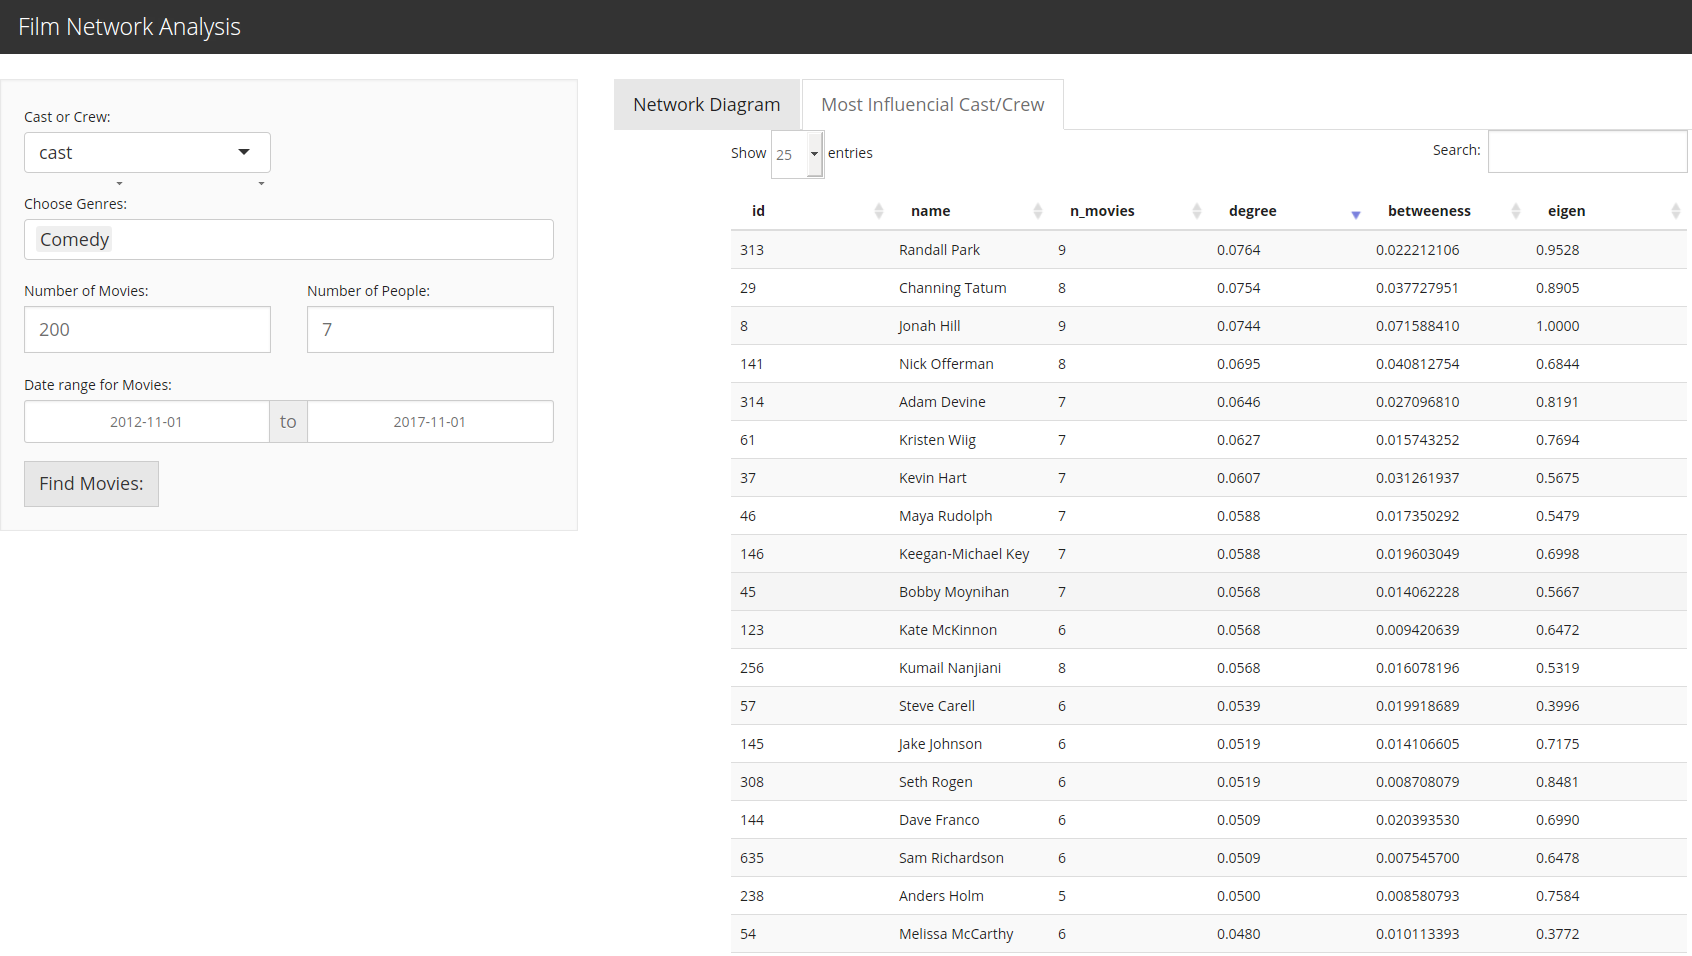 Film Network Analysis
Cast or Crew:
cast
Choose Genres:
Comedy
Number of Movies: Number of People:
200 7
Date range for Movies:
2012-11-01 to 2017-11-01
Find Movies:
Network Diagram Most Influencial Cast/Crew
Show 25 entries Search:
id name n_movies degree betweeness eigen
313 Randall Park 9 0.0764 0.022212106 0.9528
29 Channing Tatum 8 0.0754 0.037727951 0.8905
8 Jonah Hill 9 0.0744 0.071588410 1.0000
141 Nick Offerman 8 0.0695 0.040812754 0.6844
314 Adam Devine 7 0.0646 0.027096810 0.8191
61 Kristen Wiig 7 0.0627 0.015743252 0.7694
37 Kevin Hart 7 0.0607 0.031261937 0.5675
46 Maya Rudolph 7 0.0588 0.017350292 0.5479
146 Keegan-Michael Key 7 0.0588 0.019603049 0.6998
45 Bobby Moynihan 7 0.0568 0.014062228 0.5667
123 Kate McKinnon 6 0.0568 0.009420639 0.6472
256 Kumail Nanjiani 8 0.0568 0.016078196 0.5319
57 Steve Carell 6 0.0539 0.019918689 0.3996
145 Jake Johnson 6 0.0519 0.014106605 0.7175
308 Seth Rogen 6 0.0519 0.008708079 0.8481
144 Dave Franco 6 0.0509 0.020393530 0.6990
635 Sam Richardson 6 0.0509 0.007545700 0.6478
238 Anders Holm 5 0.0500 0.008580793 0.7584
54 Melissa McCarthy 6 0.0480 0.010113393 0.3772